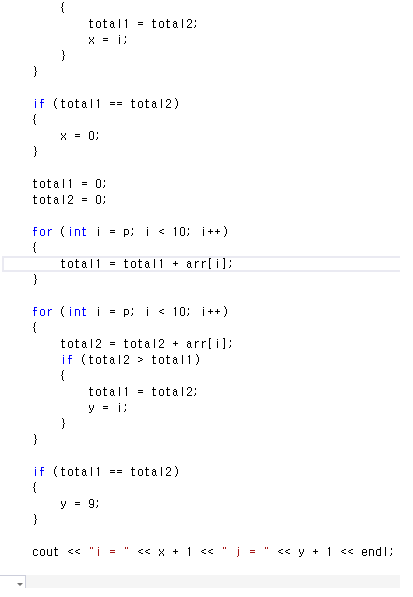 {
total1 = total2;
x = i;
}
}
if (total1 == total2)
{
x = 0;
}
total1 = 0;
total2 = 0;
for (int i = p; i < 10; i++)
{
total1 = total1 + arr[i];
}
for (int i = p; i < 10; i++)
{
total2 = total2 + arr[i];
if (total2 > total1)
{
total1 = total2;
y = i;
}
}
if (total1 == total2)
{
y = 9;
}
cout << "i = " << x + 1 << " j = " << y + 1 << endl;